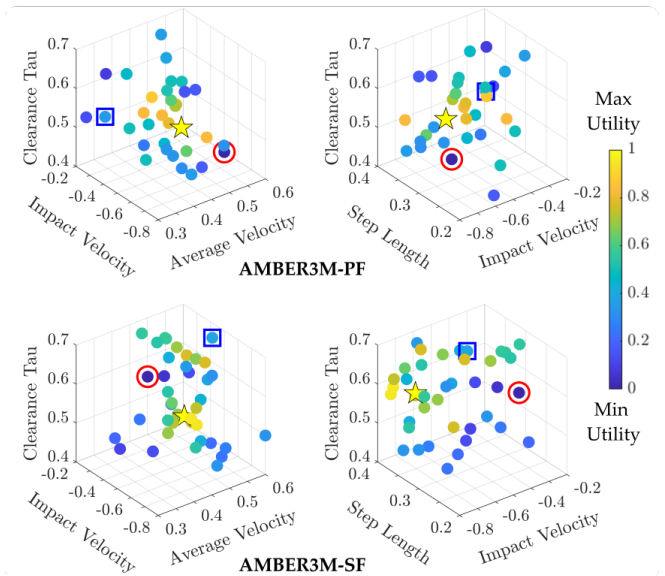 0.7
0.6
0.5
0.4
Clearance Tau
-0.2
-0.4
-0.6
-0.8
Impact Velocity
0.3
0.4
0.5
0.6
Average Velocity
0.7
0.6
0.5
0.4
Clearance Tau
0.4
0.3
0.2
Step Length
-0.8
-0.6
-0.4
-0.2
Impact Velocity
AMBER3M-PF
Max
Utility
1
0.8
0.6
0.4
0.2
0
Min
Utility
0.7
0.6
0.5
0.4
Clearance Tau
-0.2
-0.4
-0.6
-0.8
Impact Velocity
0.3
0.4
0.5
0.6
Average Velocity
0.7
0.6
0.5
0.4
Clearance Tau
0.4
0.3
0.2
Step Length
-0.8
-0.6
-0.4
-0.2
Impact Velocity
AMBER3M-SF